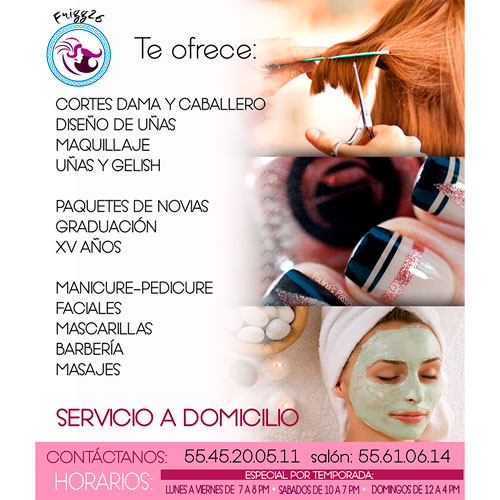 Frigg26
Te ofrece:
CORTES DAMA Y CABALLERO
DISEÑO DE UÑAS
MAQUILLAJE
UÑAS Y GELISH
PAQUETES DE NOVIAS
GRADUACIÓN
XV AÑOS
MANICURE-PEDICURE
FACIALES
MASCARILLAS
BARBERÍA
MASAJES
SERVICIO A DOMICILIO
CONTÁCTANOS: 55.45.20.05.11 salón: 55.61.06.14
HORARIOS: ESPECIAL POR TEMPORADA:
LUNES A VIERNES DE 7 A 8 PM • SABADOS DE 10 A 7 PM • DOMINGOS DE 12 A 4 PM